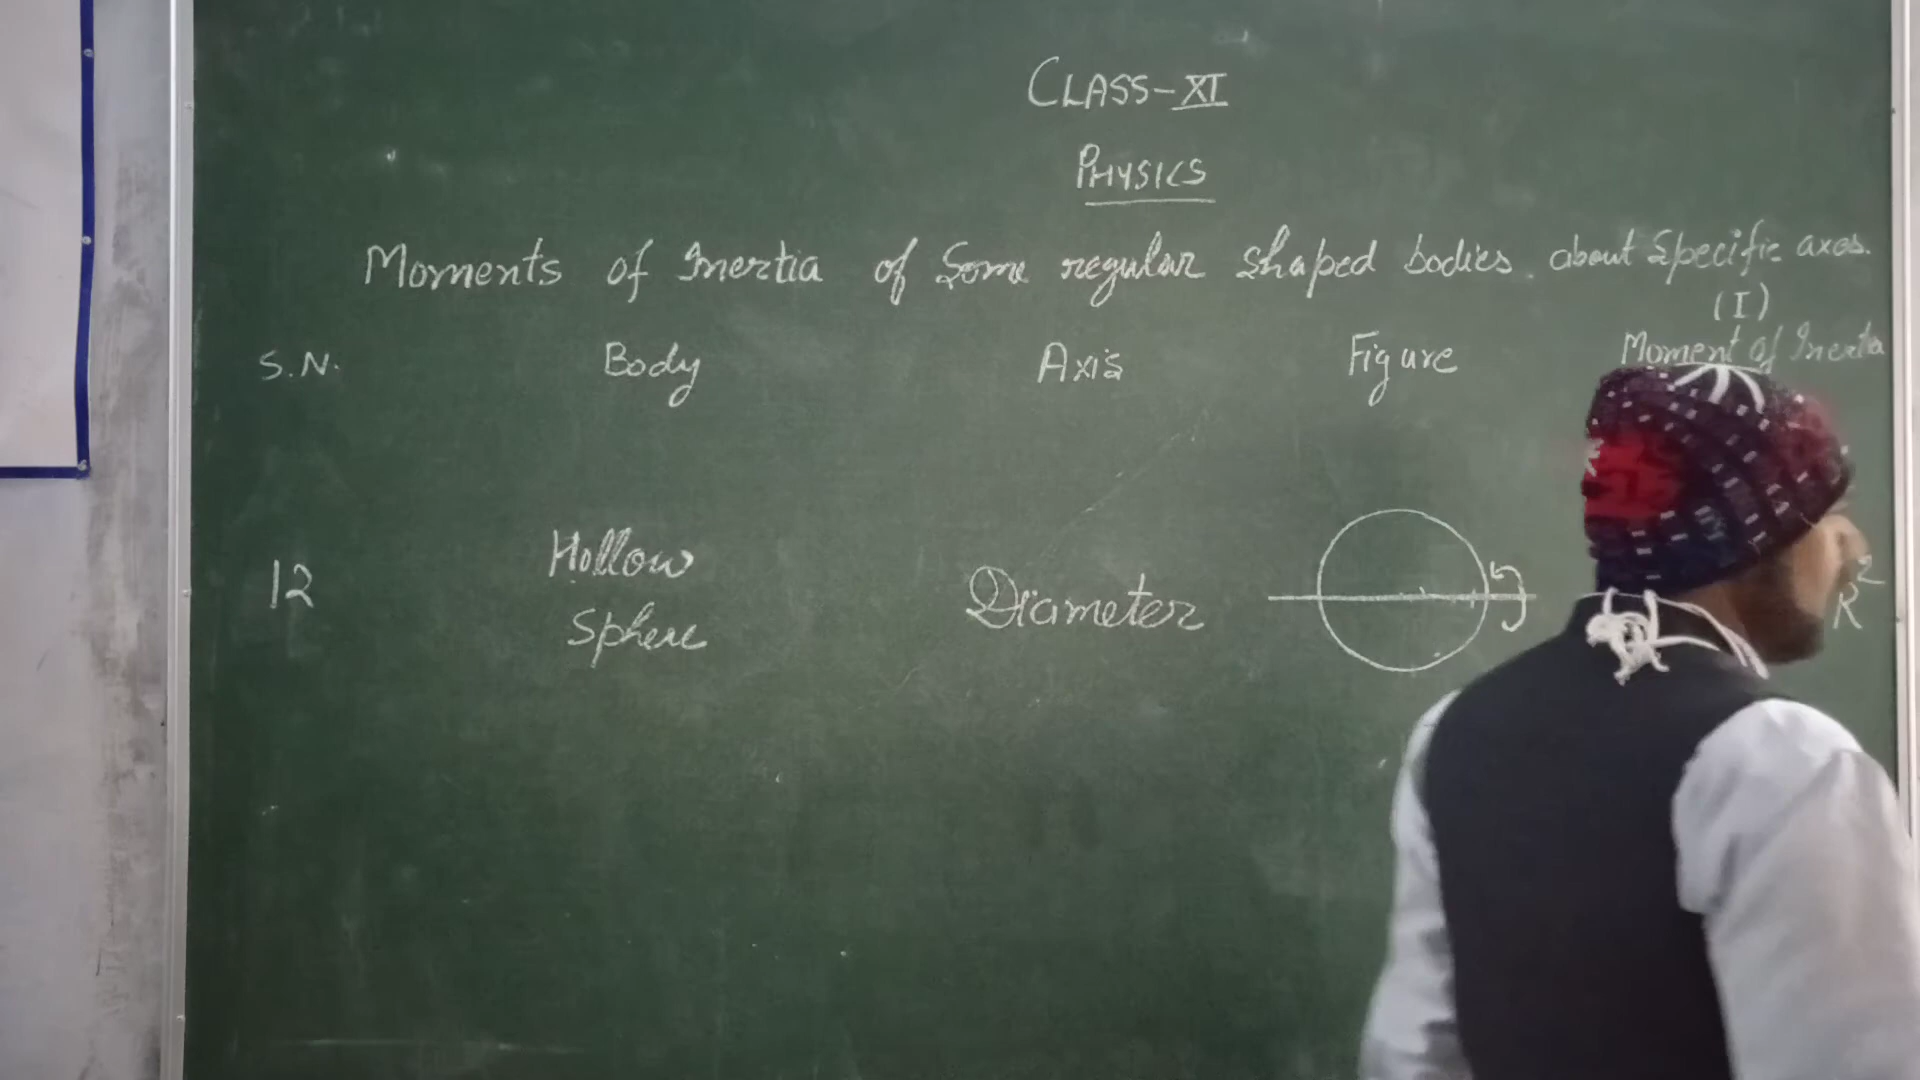 CLASS-XI
PHYSICS
Moments of Inertia of Some regular shaped bodies about Specific axes.
(I)
S.N. Body Axis Figure Moment of Inertia
12 Hollow Sphere Diameter R²